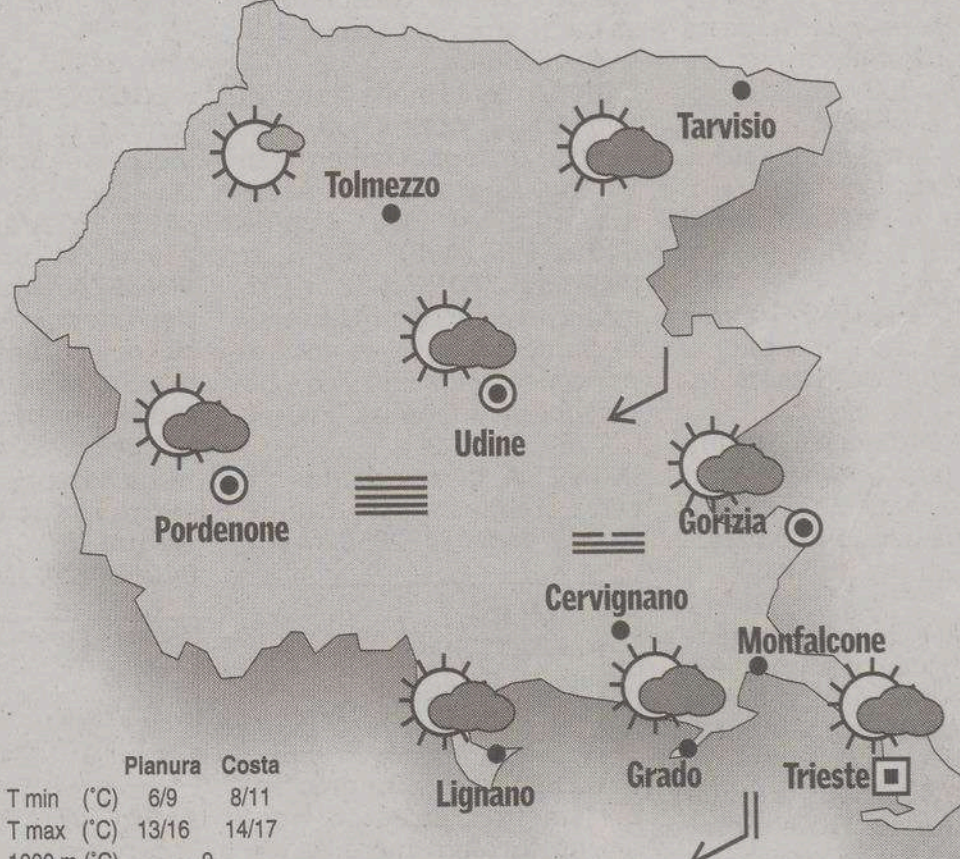 Tarvisio
Tolmezzo
Udine
Pordenone
Gorizia
Cervignano
Monfalcone
Planura Costa
T min (°C) 6/9 8/11
T max (°C) 13/16 14/17
Lignano
Grado
Trieste